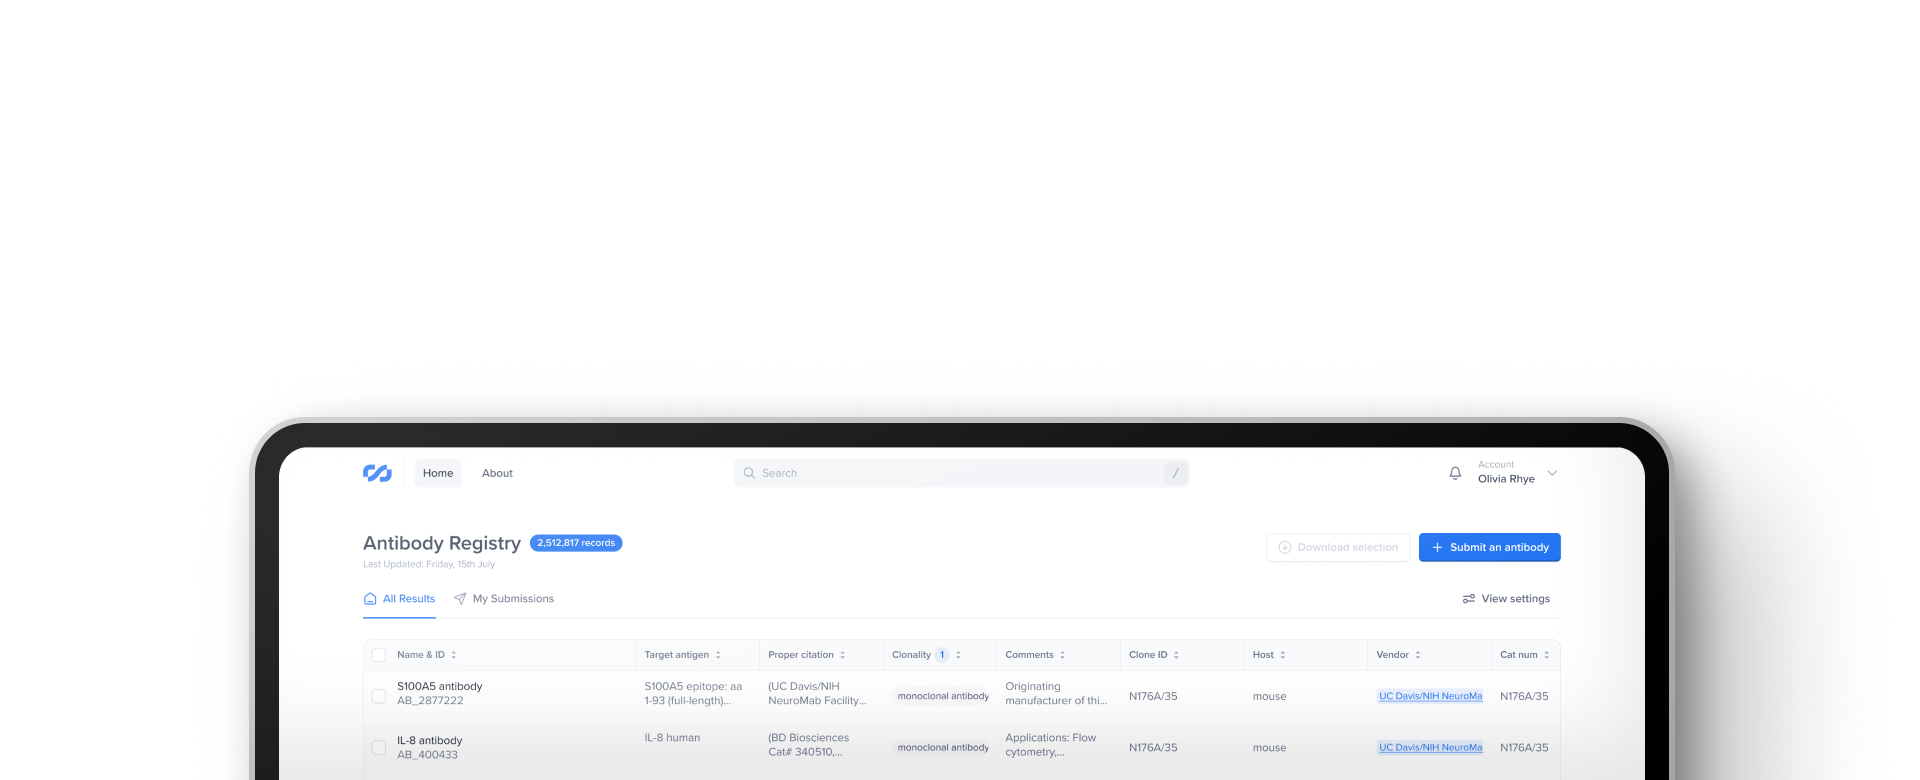 Home
About
Search
/
Account
Olivia Rhye
Antibody Registry
2,512,817 records
Last Updated: Friday, 15th July
Download selection
Submit an antibody
All Results
My Submissions
View settings
Name & ID
Target antigen
Proper citation
Clonality 1
Comments
Clone ID
Host
Vendor
Cat num
S100A5 antibody
AB_2877222
S100A5 epitope: aa
1-93 (full-length)...
(UC Davis/NIH
NeuroMab Facility...
monoclonal antibody
Originating
manufacturer of thi...
N176A/35
mouse
UC Davis/NIH NeuroMa
N176A/35
IL-8 antibody
AB_400433
IL-8 human
(BD Biosciences
Cat# 340510,...
monoclonal antibody
Applications: Flow
cytometry,...
N176A/35
mouse
UC Davis/NIH NeuroMa
N176A/35